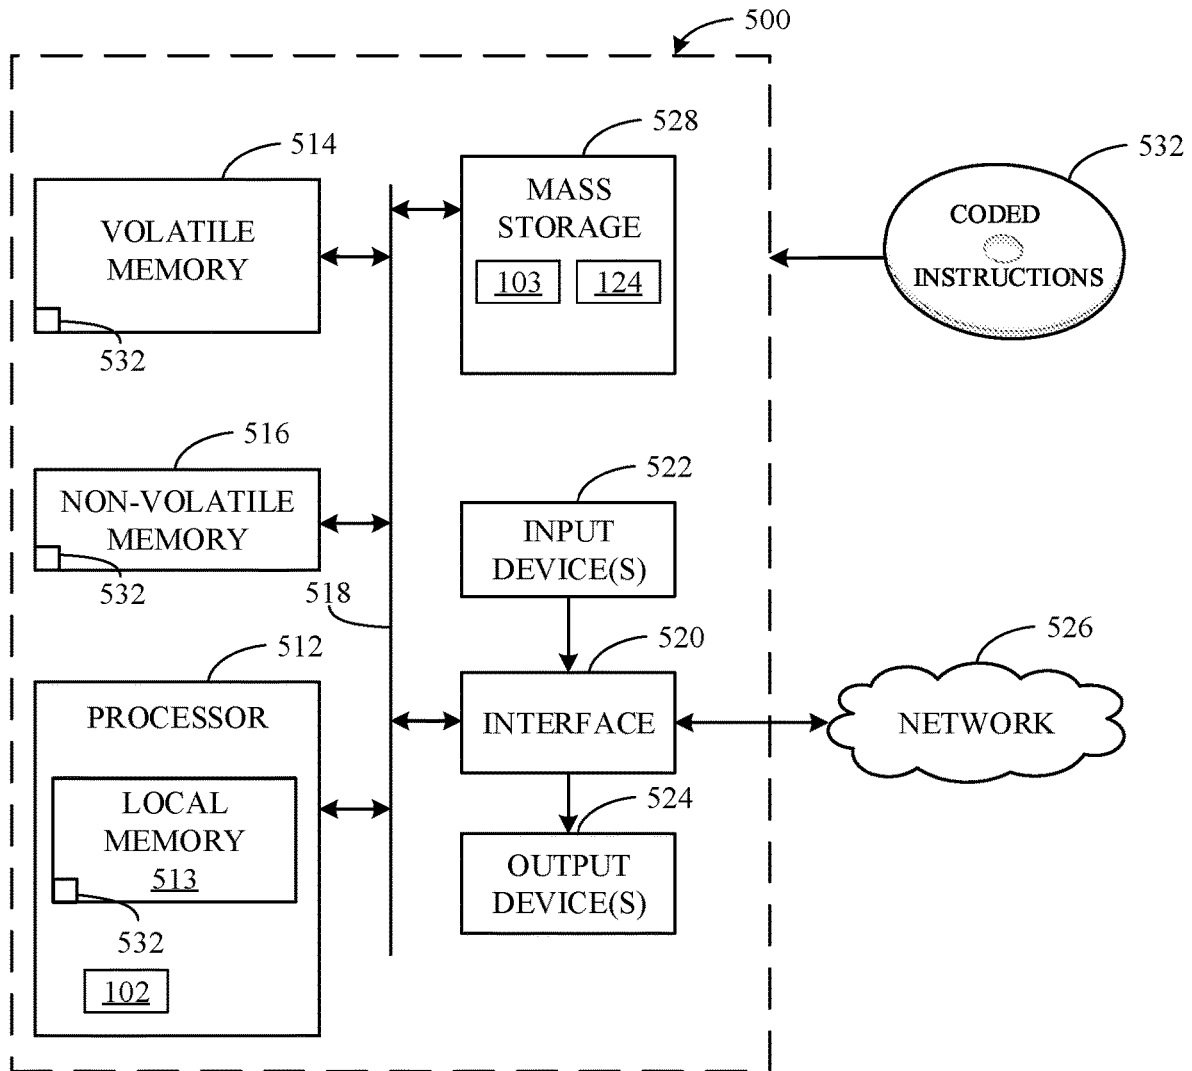 500
514
VOLATILE
MEMORY
532
528
MASS
STORAGE
103
124
532
CODED
INSTRUCTIONS
516
NON-VOLATILE
MEMORY
532
518
522
INPUT
DEVICE(S)
512
PROCESSOR
LOCAL
MEMORY
513
532
102
520
INTERFACE
526
NETWORK
524
OUTPUT
DEVICE(S)